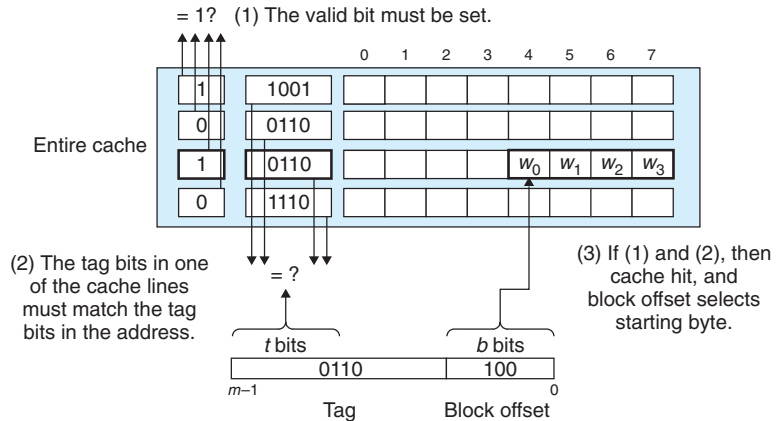 = 1? (1) The valid bit must be set.
0 1 2 3 4 5 6 7
1 1001
0 0110
Entire cache
1 0110 w0 w1 w2 w3
0 1110
(2) The tag bits in one
of the cache lines
must match the tag
bits in the address.
= ?
(3) If (1) and (2), then
cache hit, and
block offset selects
starting byte.
t bits b bits
0110 100
m–1 0
Tag Block offset